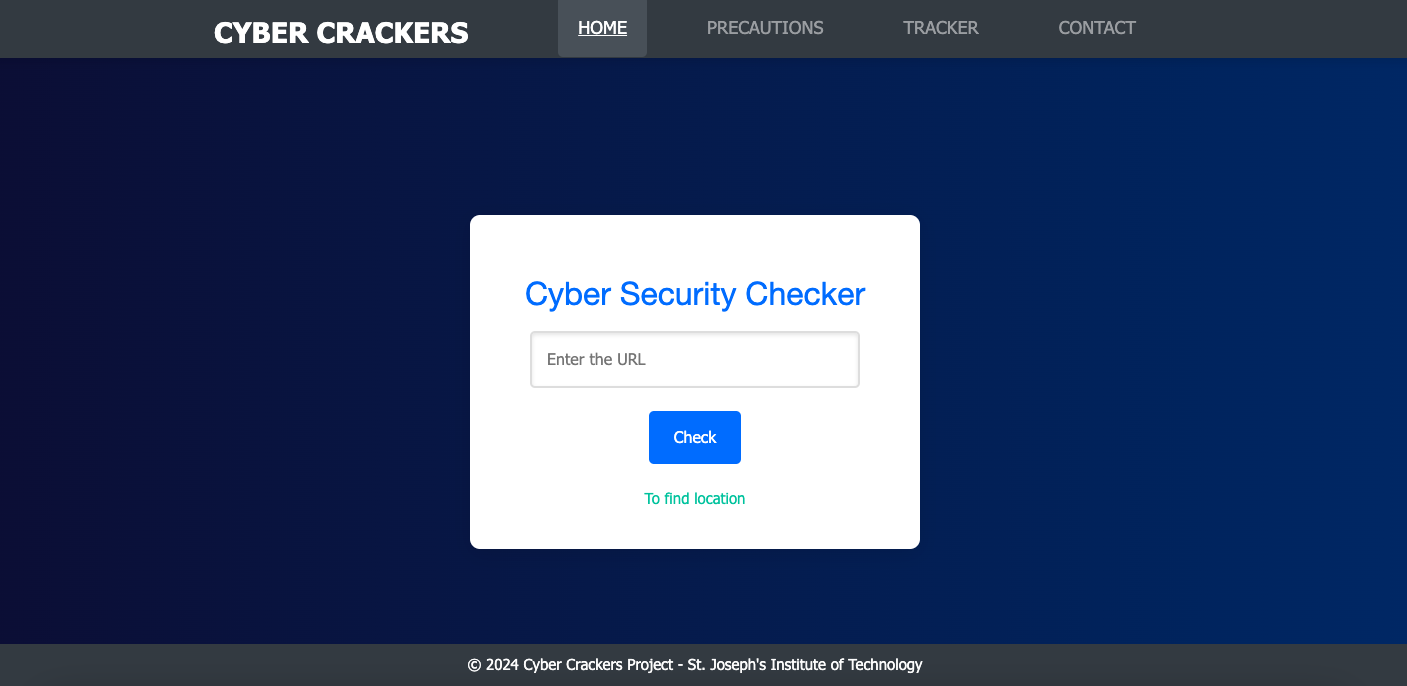 CYBER CRACKERS
HOME
PRECAUTIONS
TRACKER
CONTACT
Cyber Security Checker
Enter the URL
Check
To find location
© 2024 Cyber Crackers Project - St. Joseph's Institute of Technology